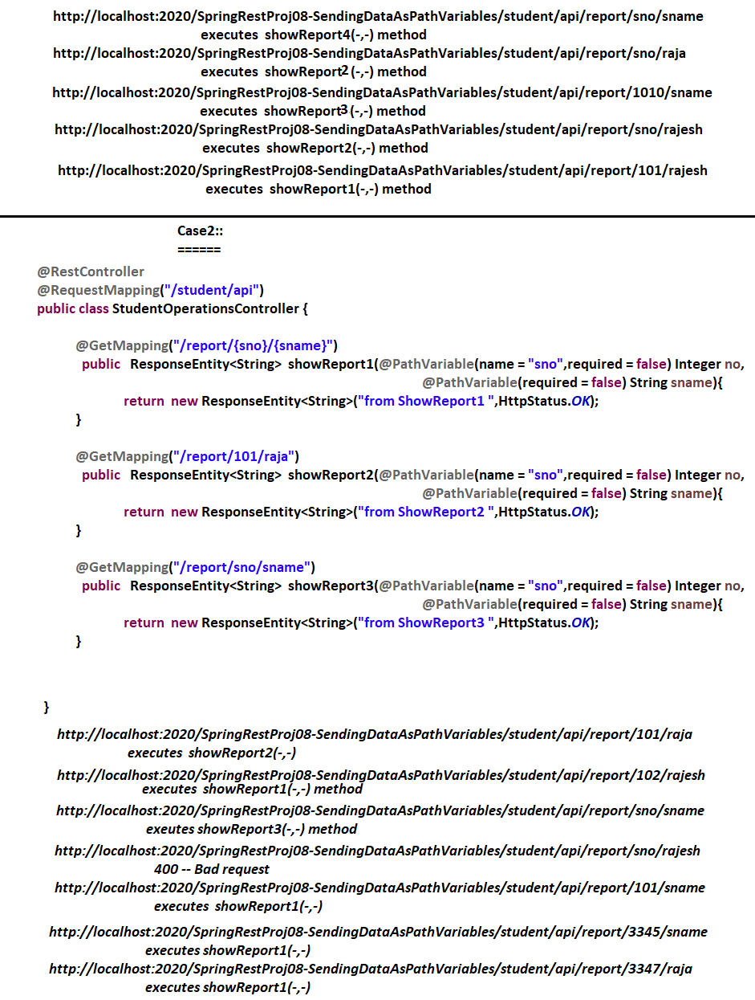 http://localhost:2020/SpringRestProj08-SendingDataAsPathVariables/student/api/report/sno/sname
executes showReport4(-,-) method
http://localhost:2020/SpringRestProj08-SendingDataAsPathVariables/student/api/report/sno/raja
executes showReport2 (-,-) method
http://localhost:2020/SpringRestProj08-SendingDataAsPathVariables/student/api/report/1010/sname
executes showReport3 (-,-) method
http://localhost:2020/SpringRestProj08-SendingDataAsPathVariables/student/api/report/sno/rajesh
executes showReport2(-,-) method
http://localhost:2020/SpringRestProj08-SendingDataAsPathVariables/student/api/report/101/rajesh
executes showReport1(-,-) method
Case2::
======
@RestController
@RequestMapping("/student/api")
public class StudentOperationsController {
@GetMapping("/report/{sno}/{sname}")
public ResponseEntity<String> showReport1(@PathVariable(name = "sno",required = false) Integer no,
@PathVariable(required = false) String sname){
return new ResponseEntity<String>("from ShowReport1 ",HttpStatus.OK);
}
@GetMapping("/report/101/raja")
public ResponseEntity<String> showReport2(@PathVariable(name = "sno",required = false) Integer no,
@PathVariable(required = false) String sname){
return new ResponseEntity<String>("from ShowReport2 ",HttpStatus.OK);
}
@GetMapping("/report/sno/sname")
public ResponseEntity<String> showReport3(@PathVariable(name = "sno",required = false) Integer no,
@PathVariable(required = false) String sname){
return new ResponseEntity<String>("from ShowReport3 ",HttpStatus.OK);
}
}
http://localhost:2020/SpringRestProj08-SendingDataAsPathVariables/student/api/report/101/raja
executes showReport2(-,-)
http://localhost:2020/SpringRestProj08-SendingDataAsPathVariables/student/api/report/102/rajesh
executes showReport1(-,-) method
http://localhost:2020/SpringRestProj08-SendingDataAsPathVariables/student/api/report/sno/sname
exeutes showReport3(-,-) method
http://localhost:2020/SpringRestProj08-SendingDataAsPathVariables/student/api/report/sno/rajesh
400 -- Bad request
http://localhost:2020/SpringRestProj08-SendingDataAsPathVariables/student/api/report/101/sname
executes showReport1(-,-)
http://localhost:2020/SpringRestProj08-SendingDataAsPathVariables/student/api/report/3345/sname
executes showReport1(-,-)
http://localhost:2020/SpringRestProj08-SendingDataAsPathVariables/student/api/report/3347/raja
executes showReport1(-,-)